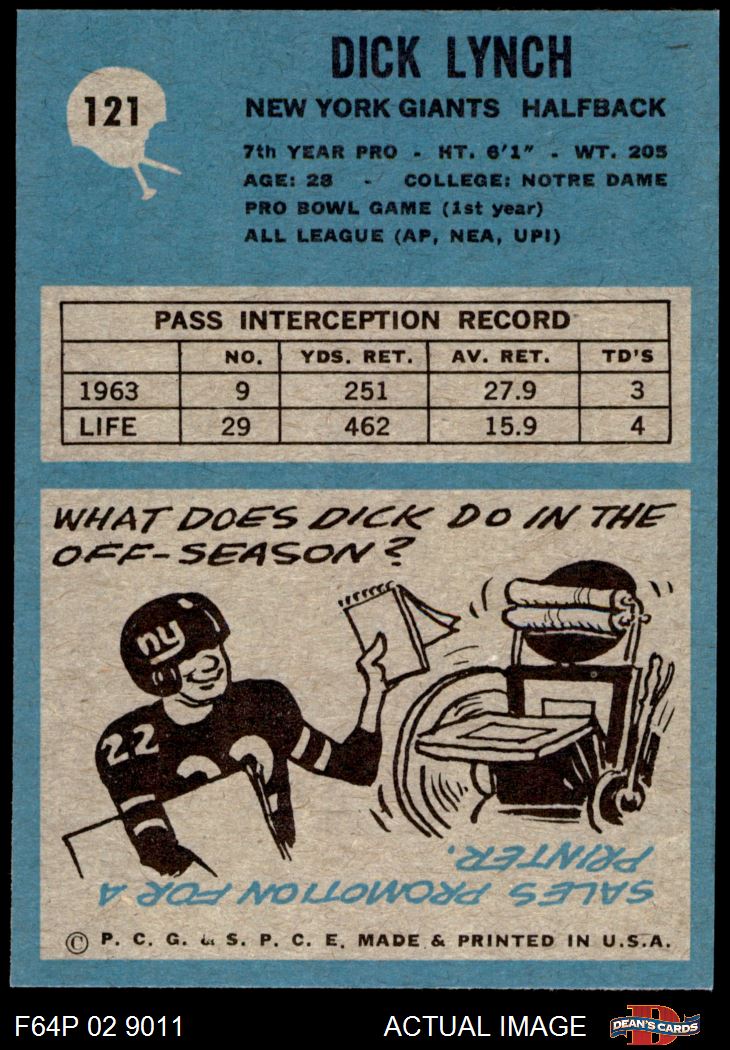 DICK LYNCH
121
NEW YORK GIANTS HALFBACK
7th YEAR PRO - HT. 6'1" - WT. 205
AGE: 28 - COLLEGE: NOTRE DAME
PRO BOWL GAME (1st year)
ALL LEAGUE (AP, NEA, UPI)
PASS INTERCEPTION RECORD
NO. YDS. RET. AV. RET. TD'S
1963 9 251 27.9 3
LIFE 29 462 15.9 4
WHAT DOES DICK DO IN THE
OFF-SEASON?
ny
22
SALES PROMOTION FOR A
PRINTER.
© P. C. G. & S. P. C. E. MADE & PRINTED IN U.S.A.
F64P 02 9011 ACTUAL IMAGE
D
DEAN'S CARDS